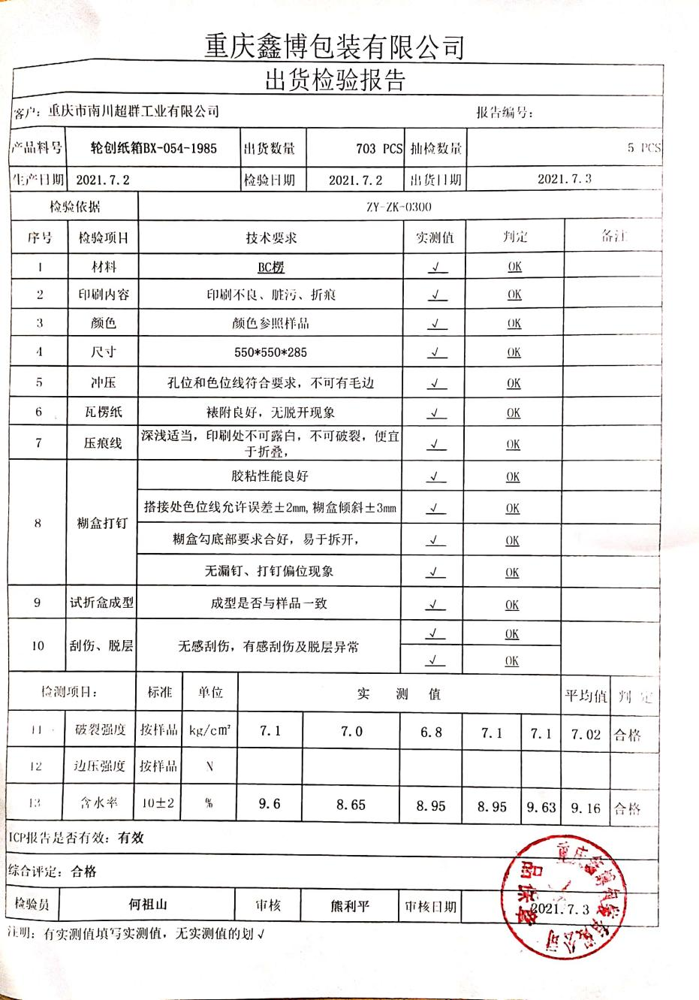 重庆鑫博包装有限公司
出货检验报告
客户：重庆市南川超群工业有限公司 报告编号：
产品料号 轮创纸箱BX-054-1985 出货数量 703 PCS 抽检数量 5 PCS
生产日期 2021.7.2 检验日期 2021.7.2 出货日期 2021.7.3
检验依据 ZY-ZK-0300
序号 检验项目 技术要求 实测值 判定 备注
1 材料 BC楞 √ OK
2 印刷内容 印刷不良、脏污、折痕 √ OK
3 颜色 颜色参照样品 √ OK
4 尺寸 550*550*285 √ OK
5 冲压 孔位和色位线符合要求，不可有毛边 √ OK
6 瓦楞纸 裱附良好，无脱开现象 √ OK
7 压痕线 深浅适当，印刷处不可露白，不可破裂，便宜 √ OK
于折叠，
8 糊盒打钉 胶粘性能良好 √ OK
搭接处色位线允许误差±2mm,糊盒倾斜±3mm √ OK
糊盒勾底部要求合好，易于拆开， √ OK
无漏钉、打钉偏位现象 √ OK
9 试折盒成型 成型是否与样品一致 √ OK
10 刮伤、脱层 无感刮伤，有感刮伤及脱层异常 √ OK
√ OK
检测项目： 标准 单位 实 测 值 平均值 判 定
11 破裂强度 按样品 kg/cm² 7.1 7.0 6.8 7.1 7.1 7.02 合格
12 边压强度 按样品 N
13 含水率 10±2 % 9.6 8.65 8.95 8.95 9.63 9.16 合格
ICP报告是否有效：有效
综合评定：合格
检验员 何祖山 审核 熊利平 审核日期 2021.7.3
注明：有实测值填写实测值，无实测值的划√
品保章